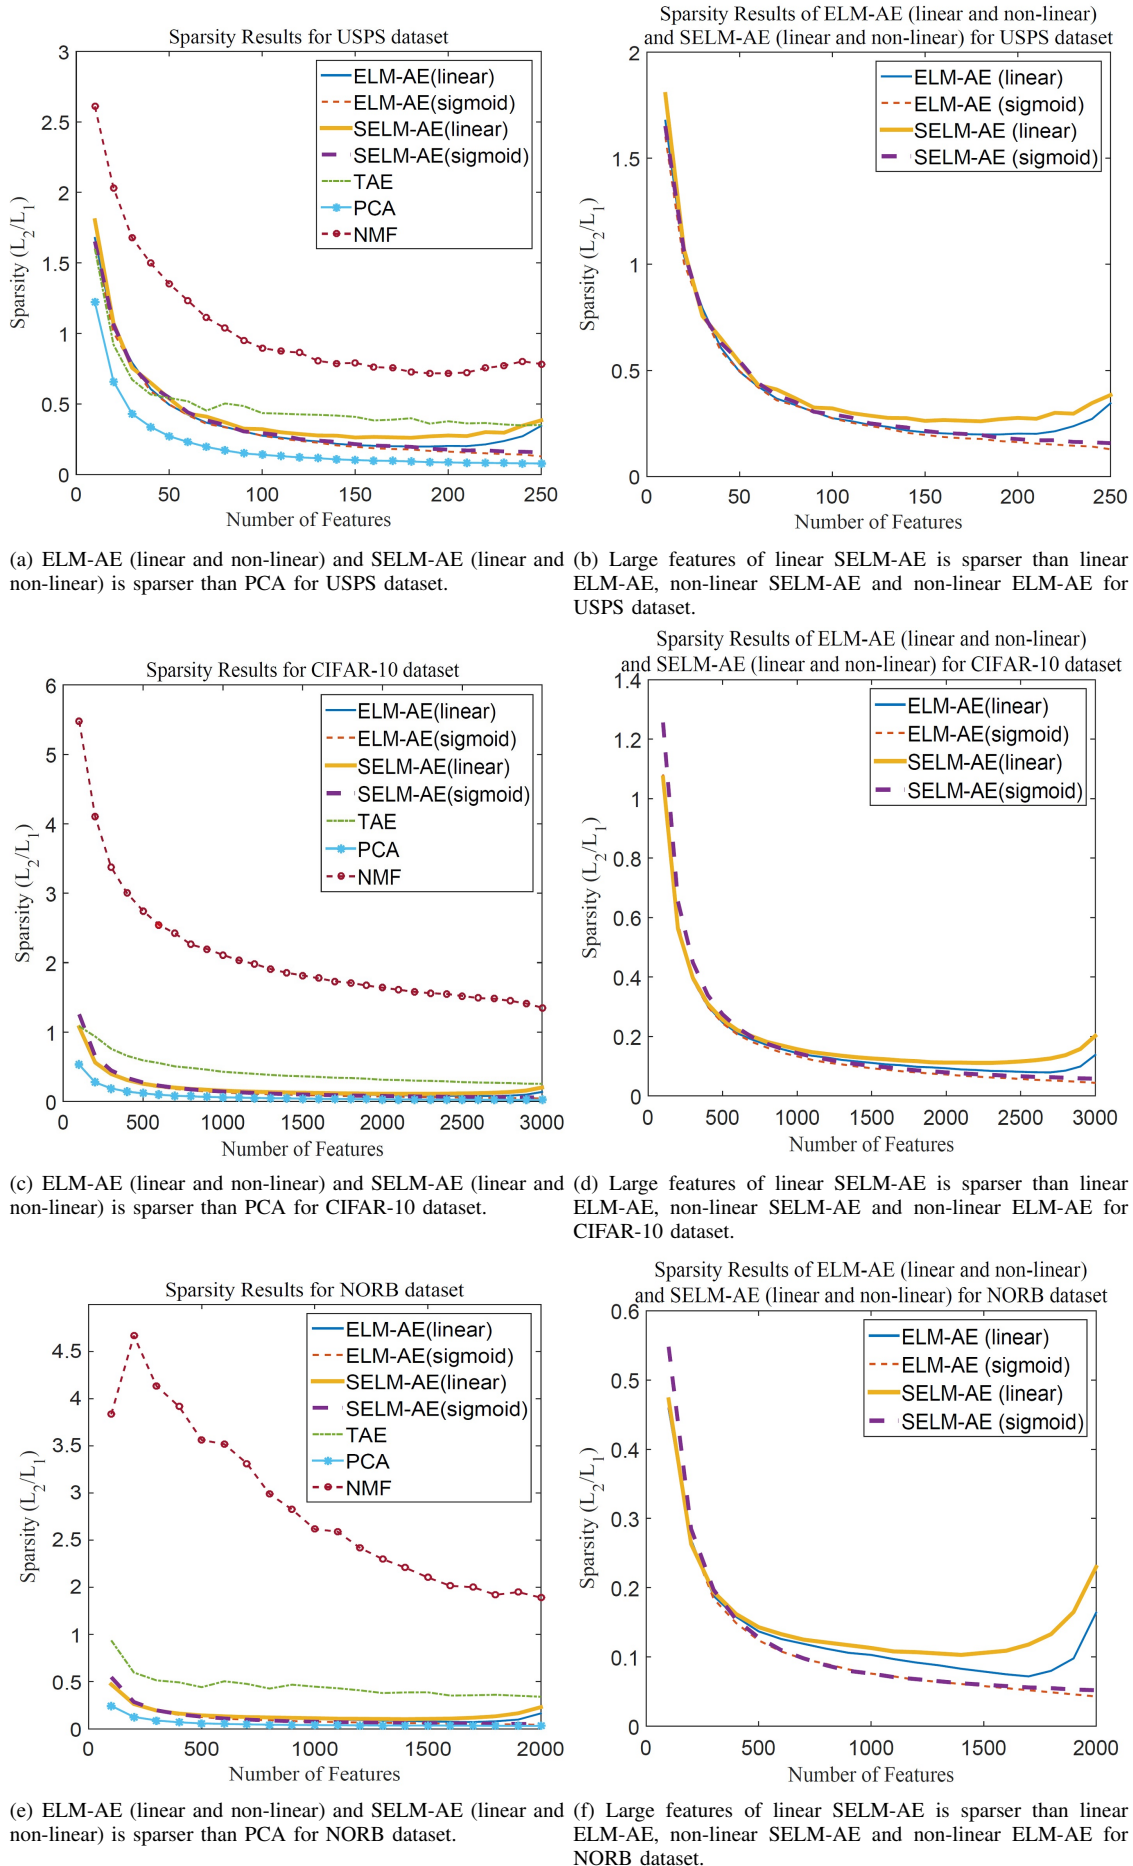 Sparsity Results for USPS dataset
3
2.5
2
1.5
1
0.5
0
0
50
100
150
200
250
Sparsity (L2/L1)
Number of Features
ELM-AE(linear)
ELM-AE(sigmoid)
SELM-AE(linear)
SELM-AE(sigmoid)
TAE
PCA
NMF
Sparsity Results of ELM-AE (linear and non-linear)
and SELM-AE (linear and non-linear) for USPS dataset
2
1.5
1
0.5
0
0
50
100
150
200
250
Sparsity (L2/L1)
Number of Features
ELM-AE (linear)
ELM-AE (sigmoid)
SELM-AE (linear)
SELM-AE (sigmoid)
(a) ELM-AE (linear and non-linear) and SELM-AE (linear and
non-linear) is sparser than PCA for USPS dataset.
(b) Large features of linear SELM-AE is sparser than linear
ELM-AE, non-linear SELM-AE and non-linear ELM-AE for
USPS dataset.
Sparsity Results for CIFAR-10 dataset
6
5
4
3
2
1
0
0
500
1000
1500
2000
2500
3000
Sparsity (L2/L1)
Number of Features
ELM-AE(linear)
ELM-AE(sigmoid)
SELM-AE(linear)
SELM-AE(sigmoid)
TAE
PCA
NMF
Sparsity Results of ELM-AE (linear and non-linear)
and SELM-AE (linear and non-linear) for CIFAR-10 dataset
1.4
1.2
1
0.8
0.6
0.4
0.2
0
0
500
1000
1500
2000
2500
3000
Sparsity (L2/L1)
Number of Features
ELM-AE(linear)
ELM-AE(sigmoid)
SELM-AE(linear)
SELM-AE(sigmoid)
(c) ELM-AE (linear and non-linear) and SELM-AE (linear and
non-linear) is sparser than PCA for CIFAR-10 dataset.
(d) Large features of linear SELM-AE is sparser than linear
ELM-AE, non-linear SELM-AE and non-linear ELM-AE for
CIFAR-10 dataset.
Sparsity Results for NORB dataset
4.5
4
3.5
3
2.5
2
1
0.5
0
0
500
1000
1500
2000
Sparsity (L2/L1)
Number of Features
ELM-AE(linear)
ELM-AE(sigmoid)
SELM-AE(linear)
SELM-AE(sigmoid)
TAE
PCA
NMF
Sparsity Results of ELM-AE (linear and non-linear)
and SELM-AE (linear and non-linear) for NORB dataset
0.6
0.5
0.4
0.3
0.2
0.1
0
0
500
1000
1500
2000
Sparsity (L2/L1)
Number of Features
ELM-AE (linear)
ELM-AE (sigmoid)
SELM-AE (linear)
SELM-AE (sigmoid)
(e) ELM-AE (linear and non-linear) and SELM-AE (linear and
non-linear) is sparser than PCA for NORB dataset.
(f) Large features of linear SELM-AE is sparser than linear
ELM-AE, non-linear SELM-AE and non-linear ELM-AE for
NORB dataset.